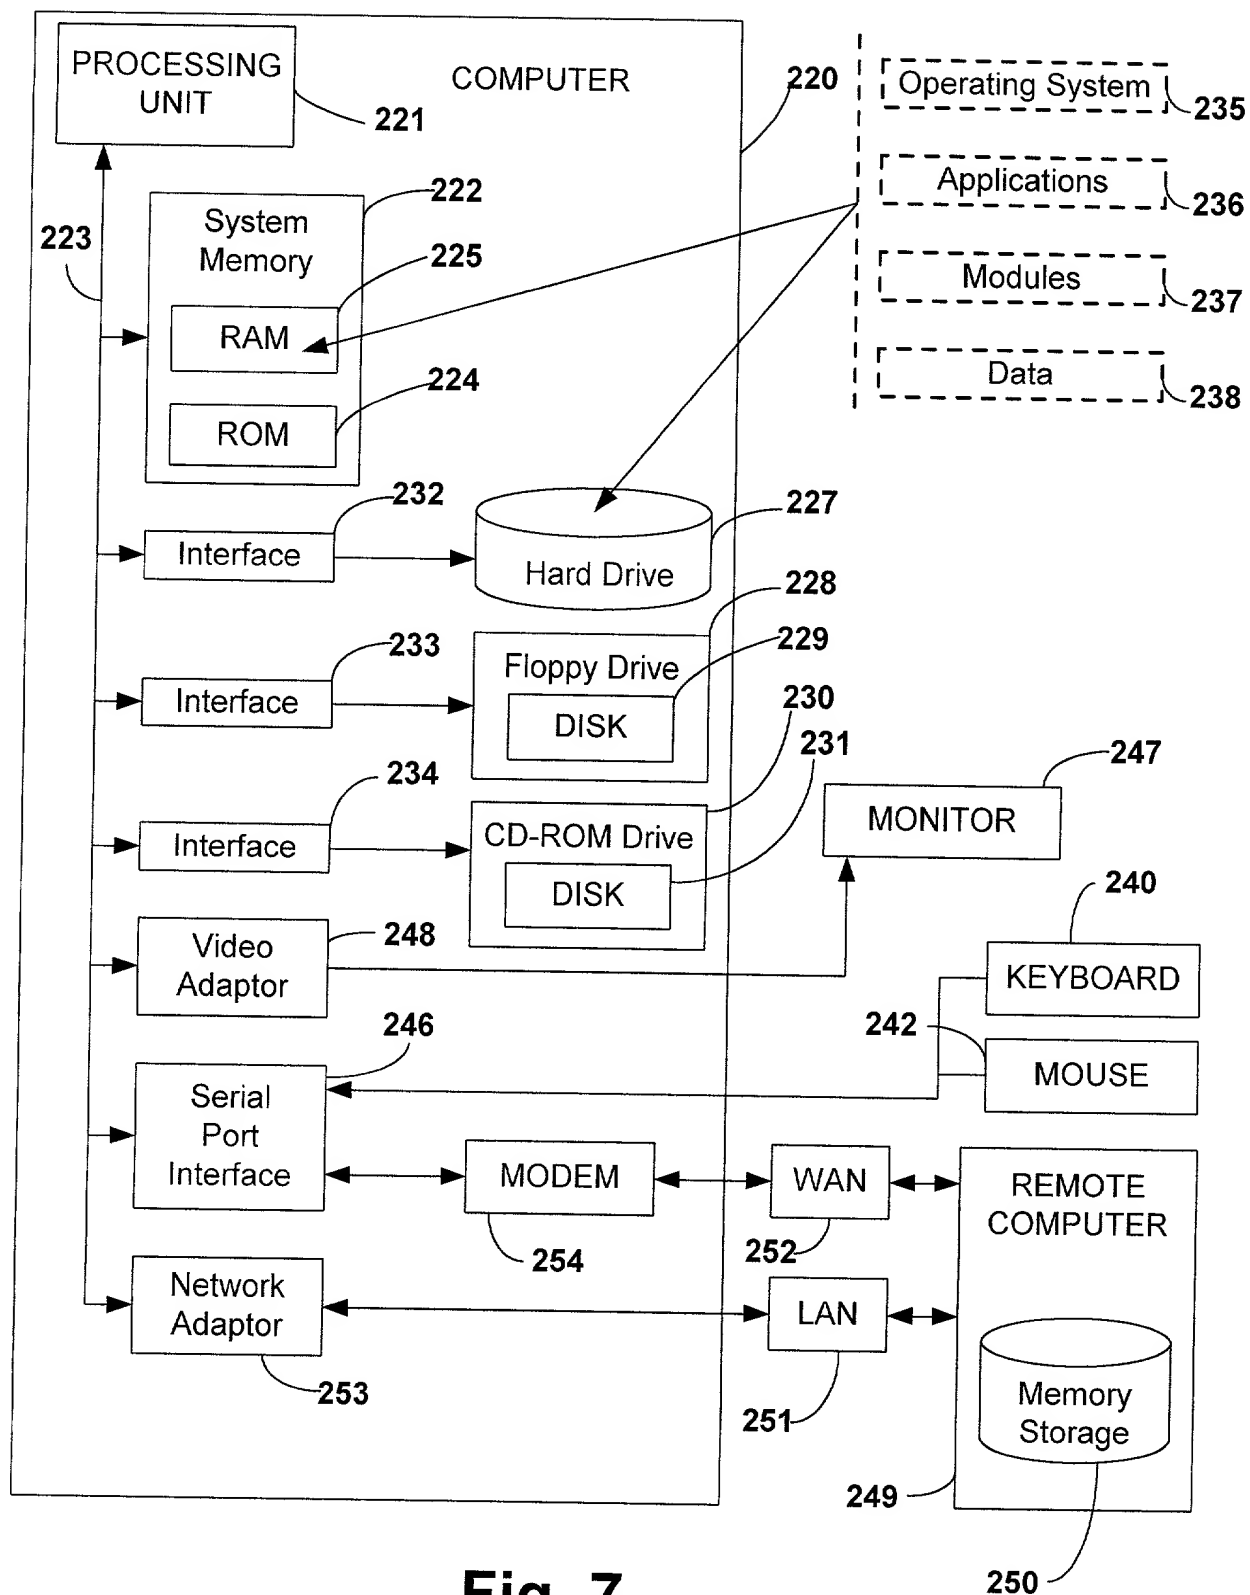 PROCESSING
UNIT
221
COMPUTER
220
Operating System
235
Applications
236
Modules
237
Data
238
223
System
Memory
222
225
RAM
224
ROM
232
Interface
227
Hard Drive
228
233
Interface
Floppy Drive
229
DISK
230
231
234
Interface
CD-ROM Drive
DISK
247
MONITOR
248
Video
Adaptor
240
KEYBOARD
242
MOUSE
246
Serial
Port
Interface
MODEM
254
WAN
252
REMOTE
COMPUTER
Network
Adaptor
253
LAN
251
Memory
Storage
249
250
Fig. 7